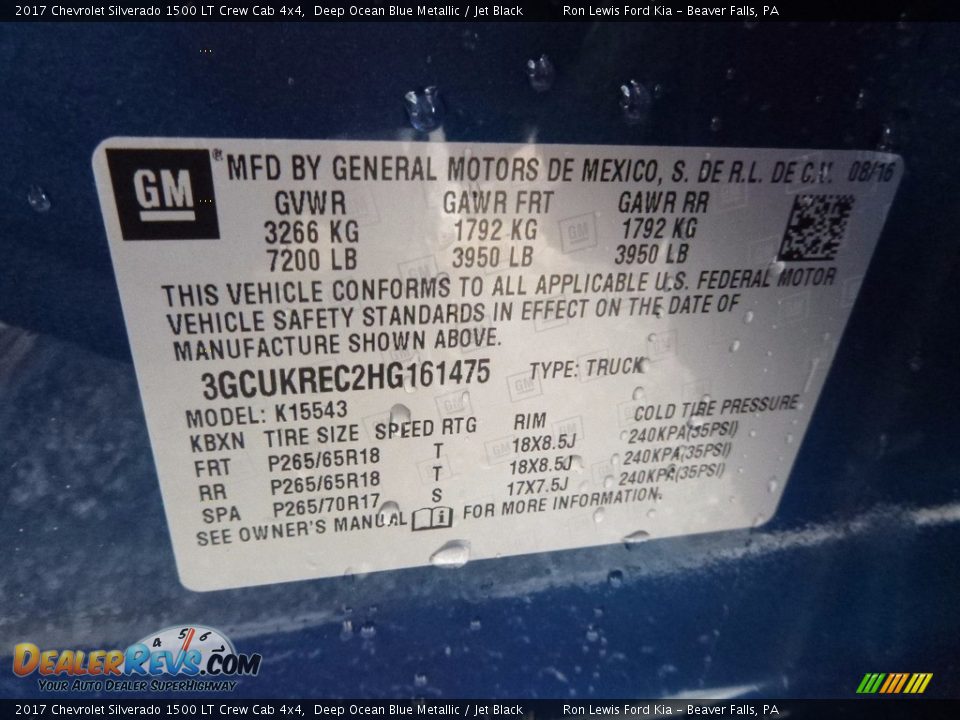 2017 Chevrolet Silverado 1500 LT Crew Cab 4x4, Deep Ocean Blue Metallic / Jet Black Ron Lewis Ford Kia - Beaver Falls, PA
GM ® MFD BY GENERAL MOTORS DE MEXICO, S. DE R.L. DE C.V. 08/16
GVWR GAWR FRT GAWR RR
3266 KG 1792 KG 1792 KG
7200 LB 3950 LB 3950 LB
THIS VEHICLE CONFORMS TO ALL APPLICABLE U.S. FEDERAL MOTOR
VEHICLE SAFETY STANDARDS IN EFFECT ON THE DATE OF
MANUFACTURE SHOWN ABOVE.
3GCUKREC2HG161475 TYPE: TRUCK
MODEL: K15543
KBXN TIRE SIZE SPEED RTG RIM COLD TIRE PRESSURE
FRT P265/65R18 T 18X8.5J 240KPA(35PSI)
RR P265/65R18 T 18X8.5J 240KPA(35PSI)
SPA P265/70R17 S 17X7.5J 240KPA(35PSI)
SEE OWNER'S MANUAL i FOR MORE INFORMATION.
4 5 6
DEALERREVS.COM
Your Auto Dealer SuperHighway
2017 Chevrolet Silverado 1500 LT Crew Cab 4x4, Deep Ocean Blue Metallic / Jet Black Ron Lewis Ford Kia - Beaver Falls, PA